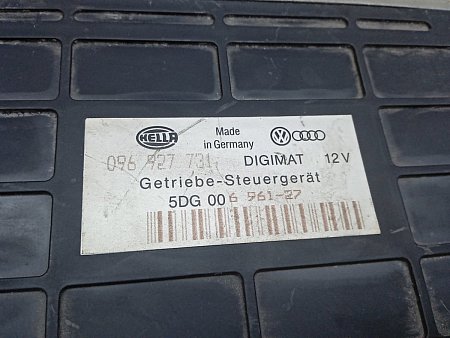 HELLA
Made
in Germany
096 927 731 DIGIMAT 12V
Getriebe-Steuergerät
5DG 006 961-27